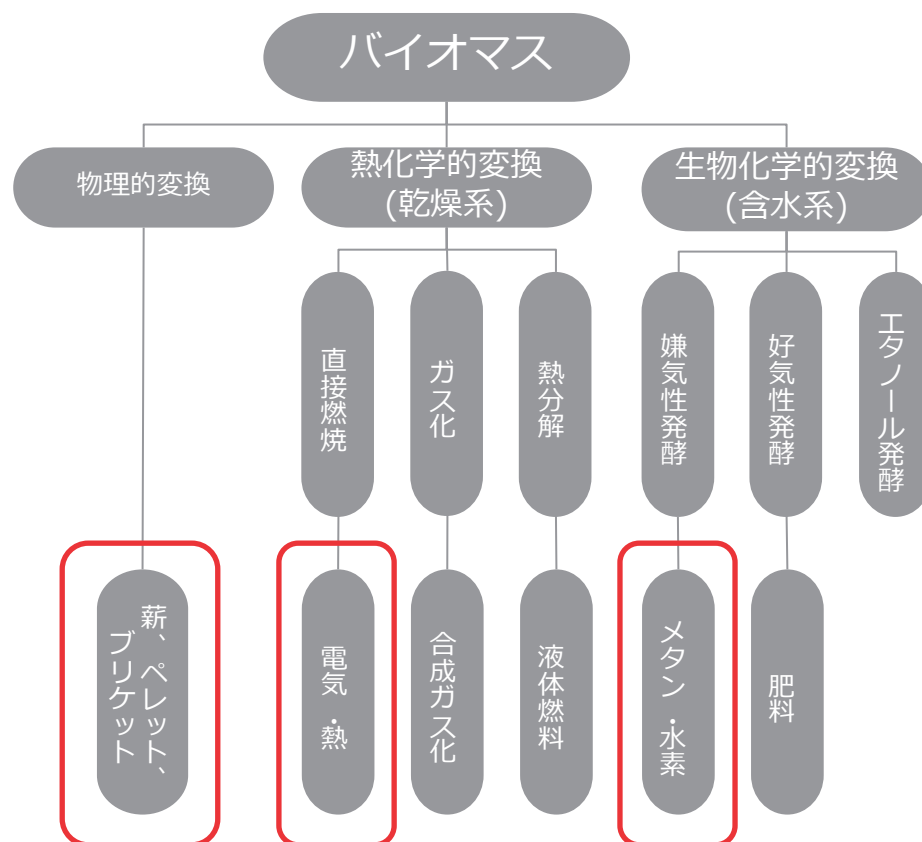 バイオマス
物理的変換
熱化学的変換
(乾燥系)
生物化学的変換
(含水系)
直接燃焼
ガス化
熱分解
嫌気性発酵
好気性発酵
エタノール発酵
薪、ペレット、
ブリケット
電気・熱
合成ガス化
液体燃料
メタン・水素
肥料